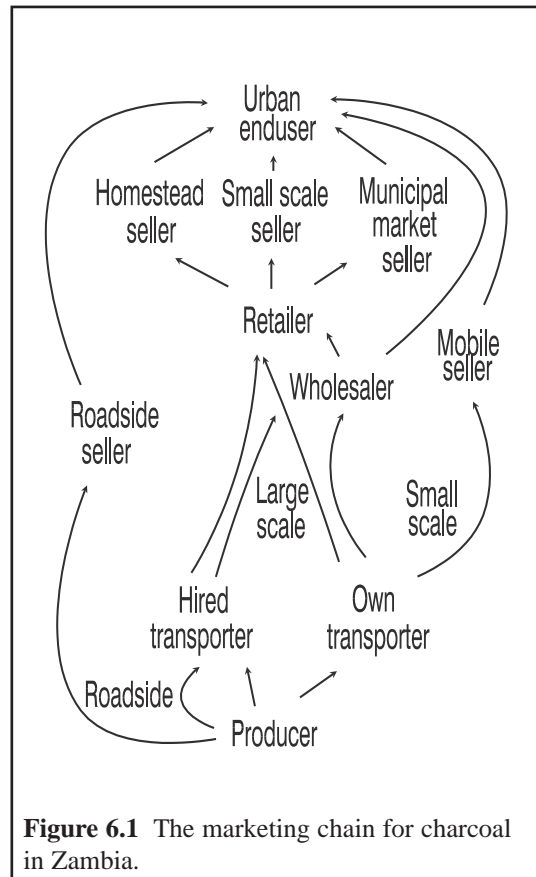 Urban
enduser
Homestead
seller
Small scale
seller
Municipal
market
seller
Retailer
Mobile
seller
Wholesaler
Roadside
seller
Large
scale
Small
scale
Hired
transporter
Own
transporter
Roadside
Producer
Figure 6.1 The marketing chain for charcoal
in Zambia.